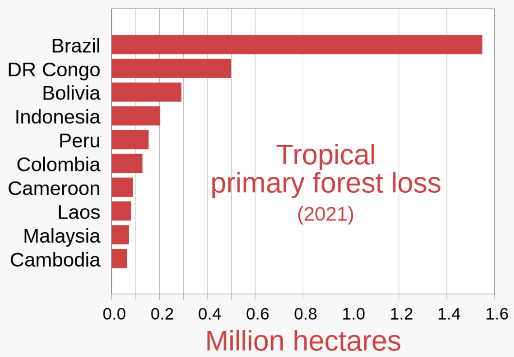 Brazil
DR Congo
Bolivia
Indonesia
Peru
Colombia
Cameroon
Laos
Malaysia
Cambodia
Tropical
primary forest loss
(2021)
0.0 0.2 0.4 0.6 0.8 1.0 1.2 1.4 1.6
Million hectares